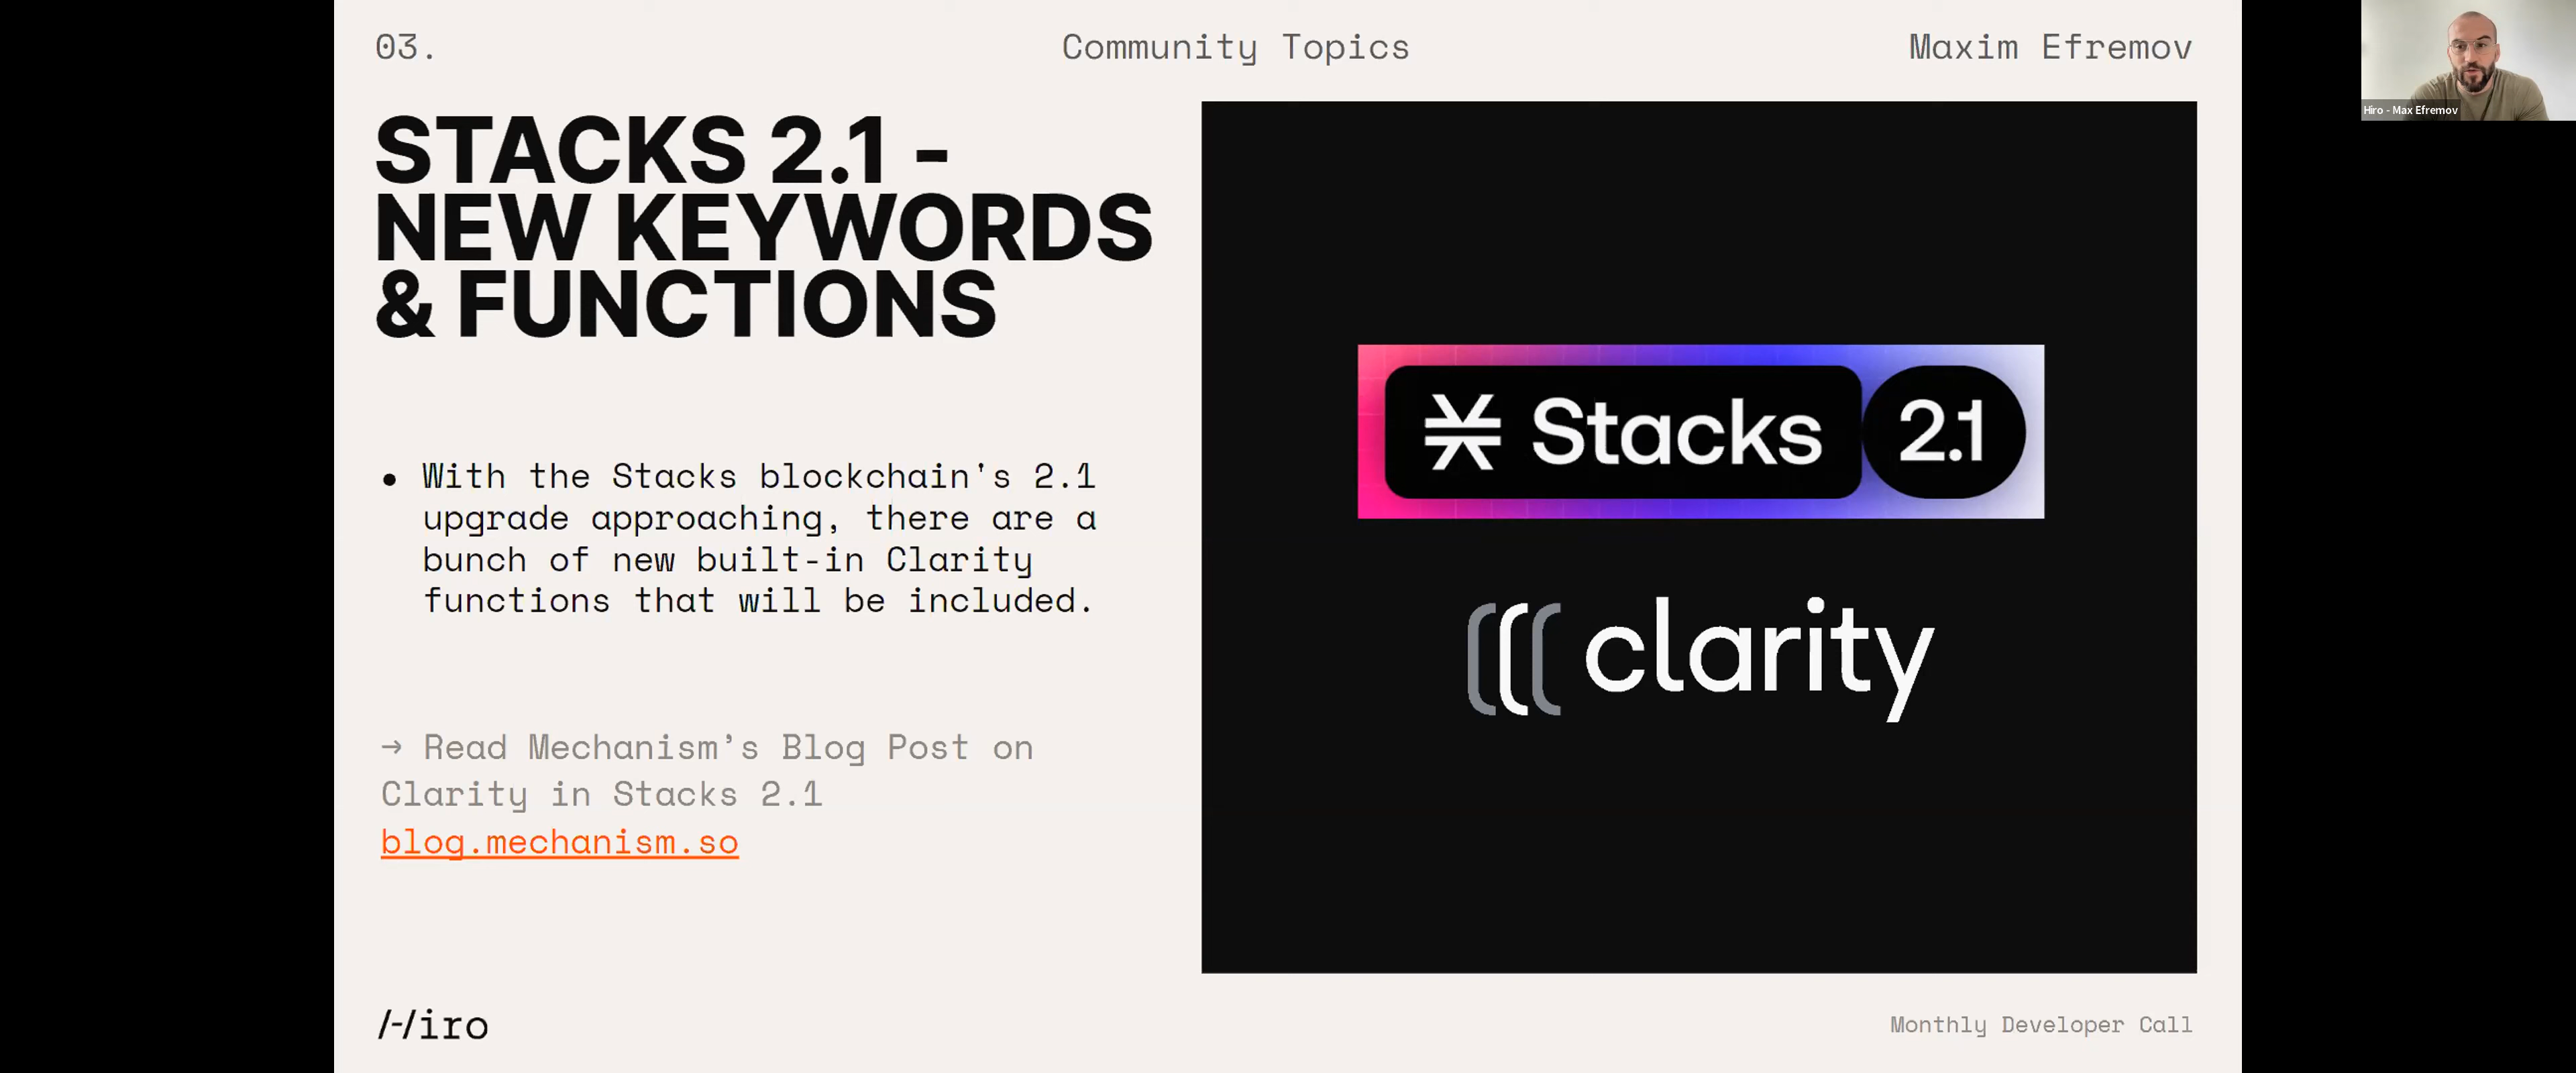 03.
Community Topics
Maxim Efremov
STACKS 2.1 -
NEW KEYWORDS
& FUNCTIONS
• With the Stacks blockchain's 2.1
upgrade approaching, there are a
bunch of new built-in Clarity
functions that will be included.
→ Read Mechanism’s Blog Post on
Clarity in Stacks 2.1
blog.mechanism.so
Stacks 2.1
clarity
Hiro
Monthly Developer Call
Hiro - Max Efremov